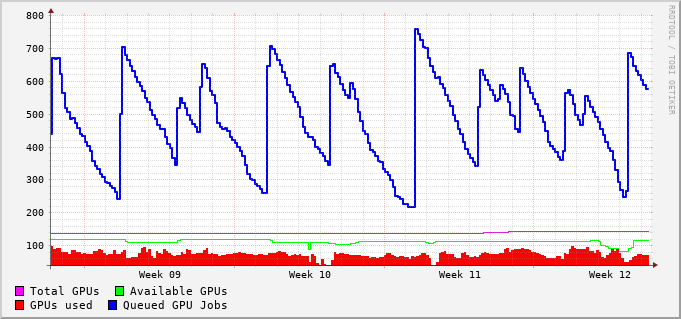 800
700
600
500
400
300
200
100
Week 09 Week 10 Week 11 Week 12
Total GPUs Available GPUs
GPUs used Queued GPU Jobs
RRDTOOL / TOBI OETIKER